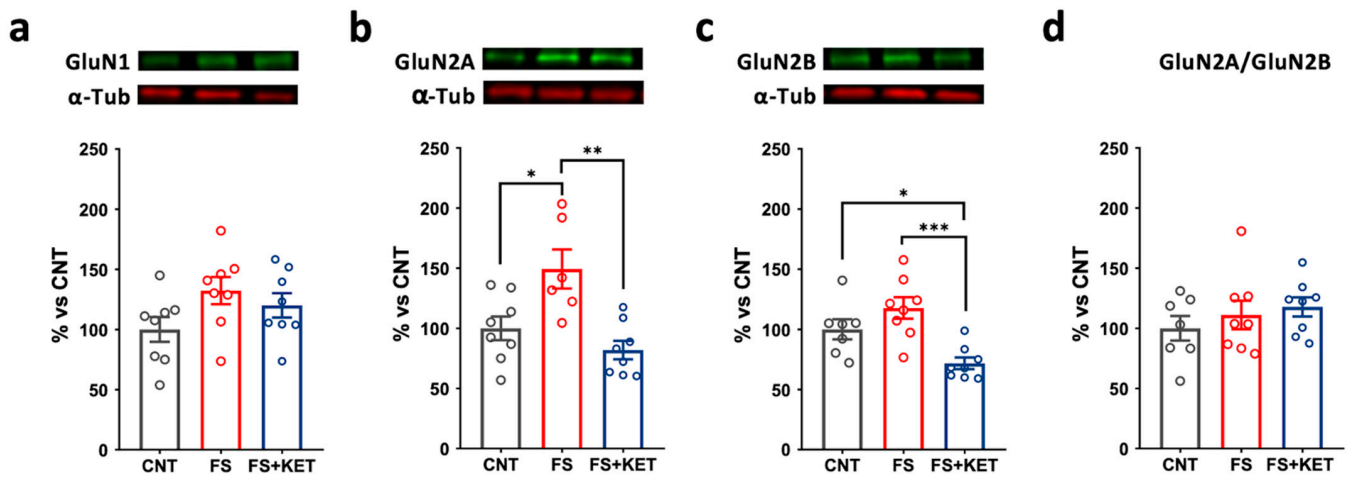 a
GluN1
α-Tub
% vs CNT
250
200
150
100
50
0
CNT FS FS+KET
b
GluN2A
α-Tub
% vs CNT
250
200
150
100
50
0
* **
CNT FS FS+KET
c
GluN2B
α-Tub
% vs CNT
250
200
150
100
50
0
*
***
CNT FS FS+KET
d
GluN2A/GluN2B
% vs CNT
250
200
150
100
50
0
CNT FS FS+KET